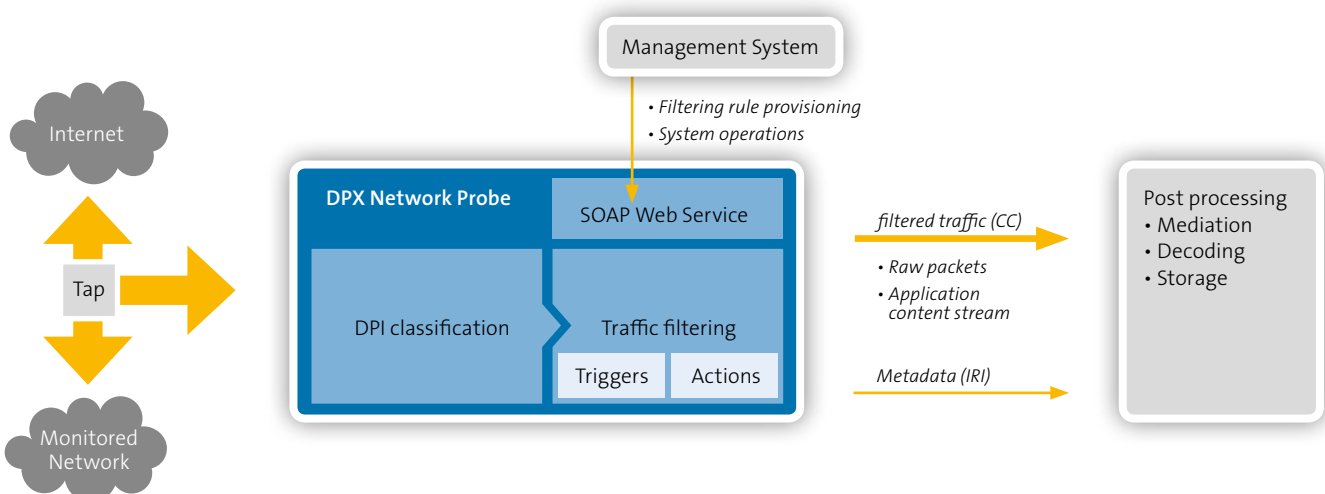 Management System
• Filtering rule provisioning
• System operations
Internet
Tap
Monitored
Network
DPX Network Probe
SOAP Web Service
DPI classification
Traffic filtering
Triggers
Actions
filtered traffic (CC)
• Raw packets
• Application
content stream
Metadata (IRI)
Post processing
• Mediation
• Decoding
• Storage